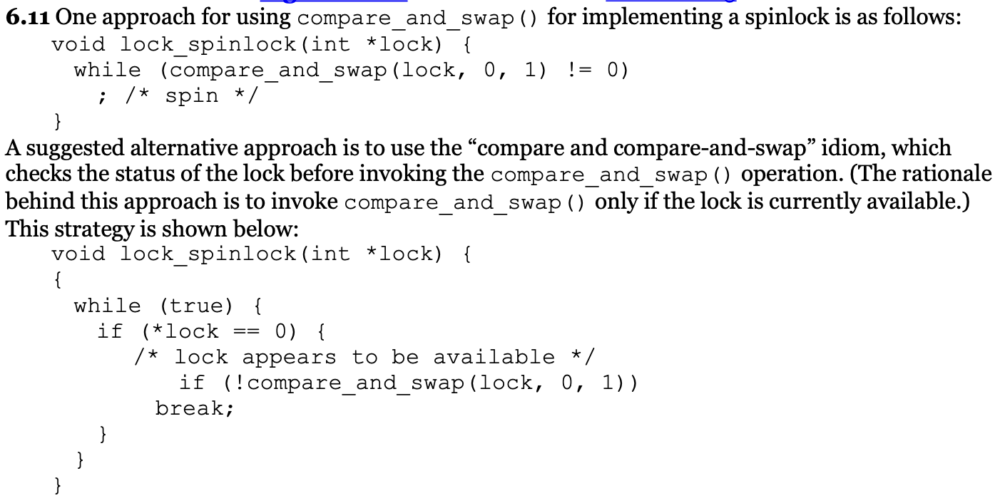 6.11 One approach for using compare_and_swap() for implementing a spinlock is as follows:
void lock_spinlock(int *lock) {
while (compare_and_swap(lock, 0, 1) != 0)
; /* spin */
}
A suggested alternative approach is to use the “compare and compare-and-swap” idiom, which
checks the status of the lock before invoking the compare_and_swap() operation. (The rationale
behind this approach is to invoke compare_and_swap() only if the lock is currently available.)
This strategy is shown below:
void lock_spinlock(int *lock) {
{
while (true) {
if (*lock == 0) {
/* lock appears to be available */
if (!compare_and_swap(lock, 0, 1))
break;
}
}
}